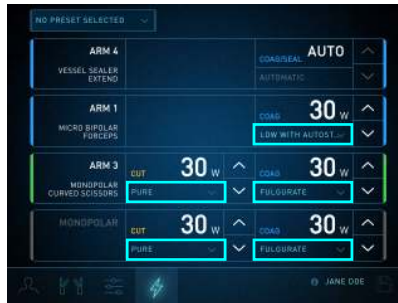 NO PRESET SELECTED
ARM 4
VESSEL SEALER
EXTEND
COAG/SEAL AUTO
AUTOMATIC
ARM 1
MICRO BIPOLAR
FORCEPS
COAG 30 W
LOW WITH AUTOST...
ARM 3
MONOPOLAR
CURVED SCISSORS
CUT 30 W COAG 30 W
PURE FULGURATE
MONOPOLAR
CUT 30 W COAG 30 W
PURE FULGURATE
JANE DOE